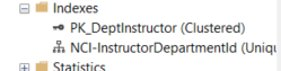 Indexes
PK_DeptInstructor (Clustered)
NCI-InstructorDepartmentId (Uniqu
Statistics